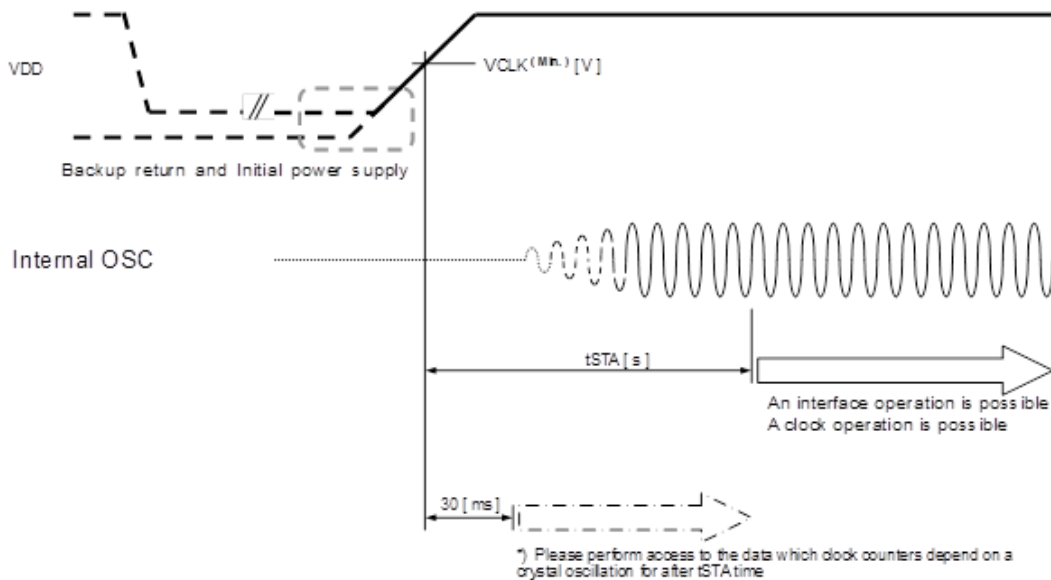 VDD
VCLK(Min.) [V]
Backup return and Initial power supply
Internal OSC
tSTA [ s ]
An interface operation is possible
A clock operation is possible
30 [ ms ]
*) Please perform access to the data which clock counters depend on a
crystal oscillation for after tSTA time